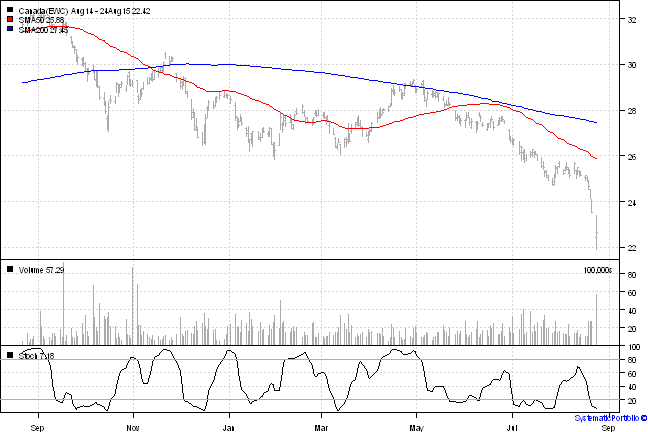 Canada(EWC) Aug14 - 24Aug15 22.42
SMA50 25.88
SMA200 27.45
32
30
28
26
24
22
Volume 57.29
100,000s
80
60
40
20
Stoch 7.18
100
80
60
40
20
Sep Nov Jan Mar May Jul Sep
SystematicPortfolio ©